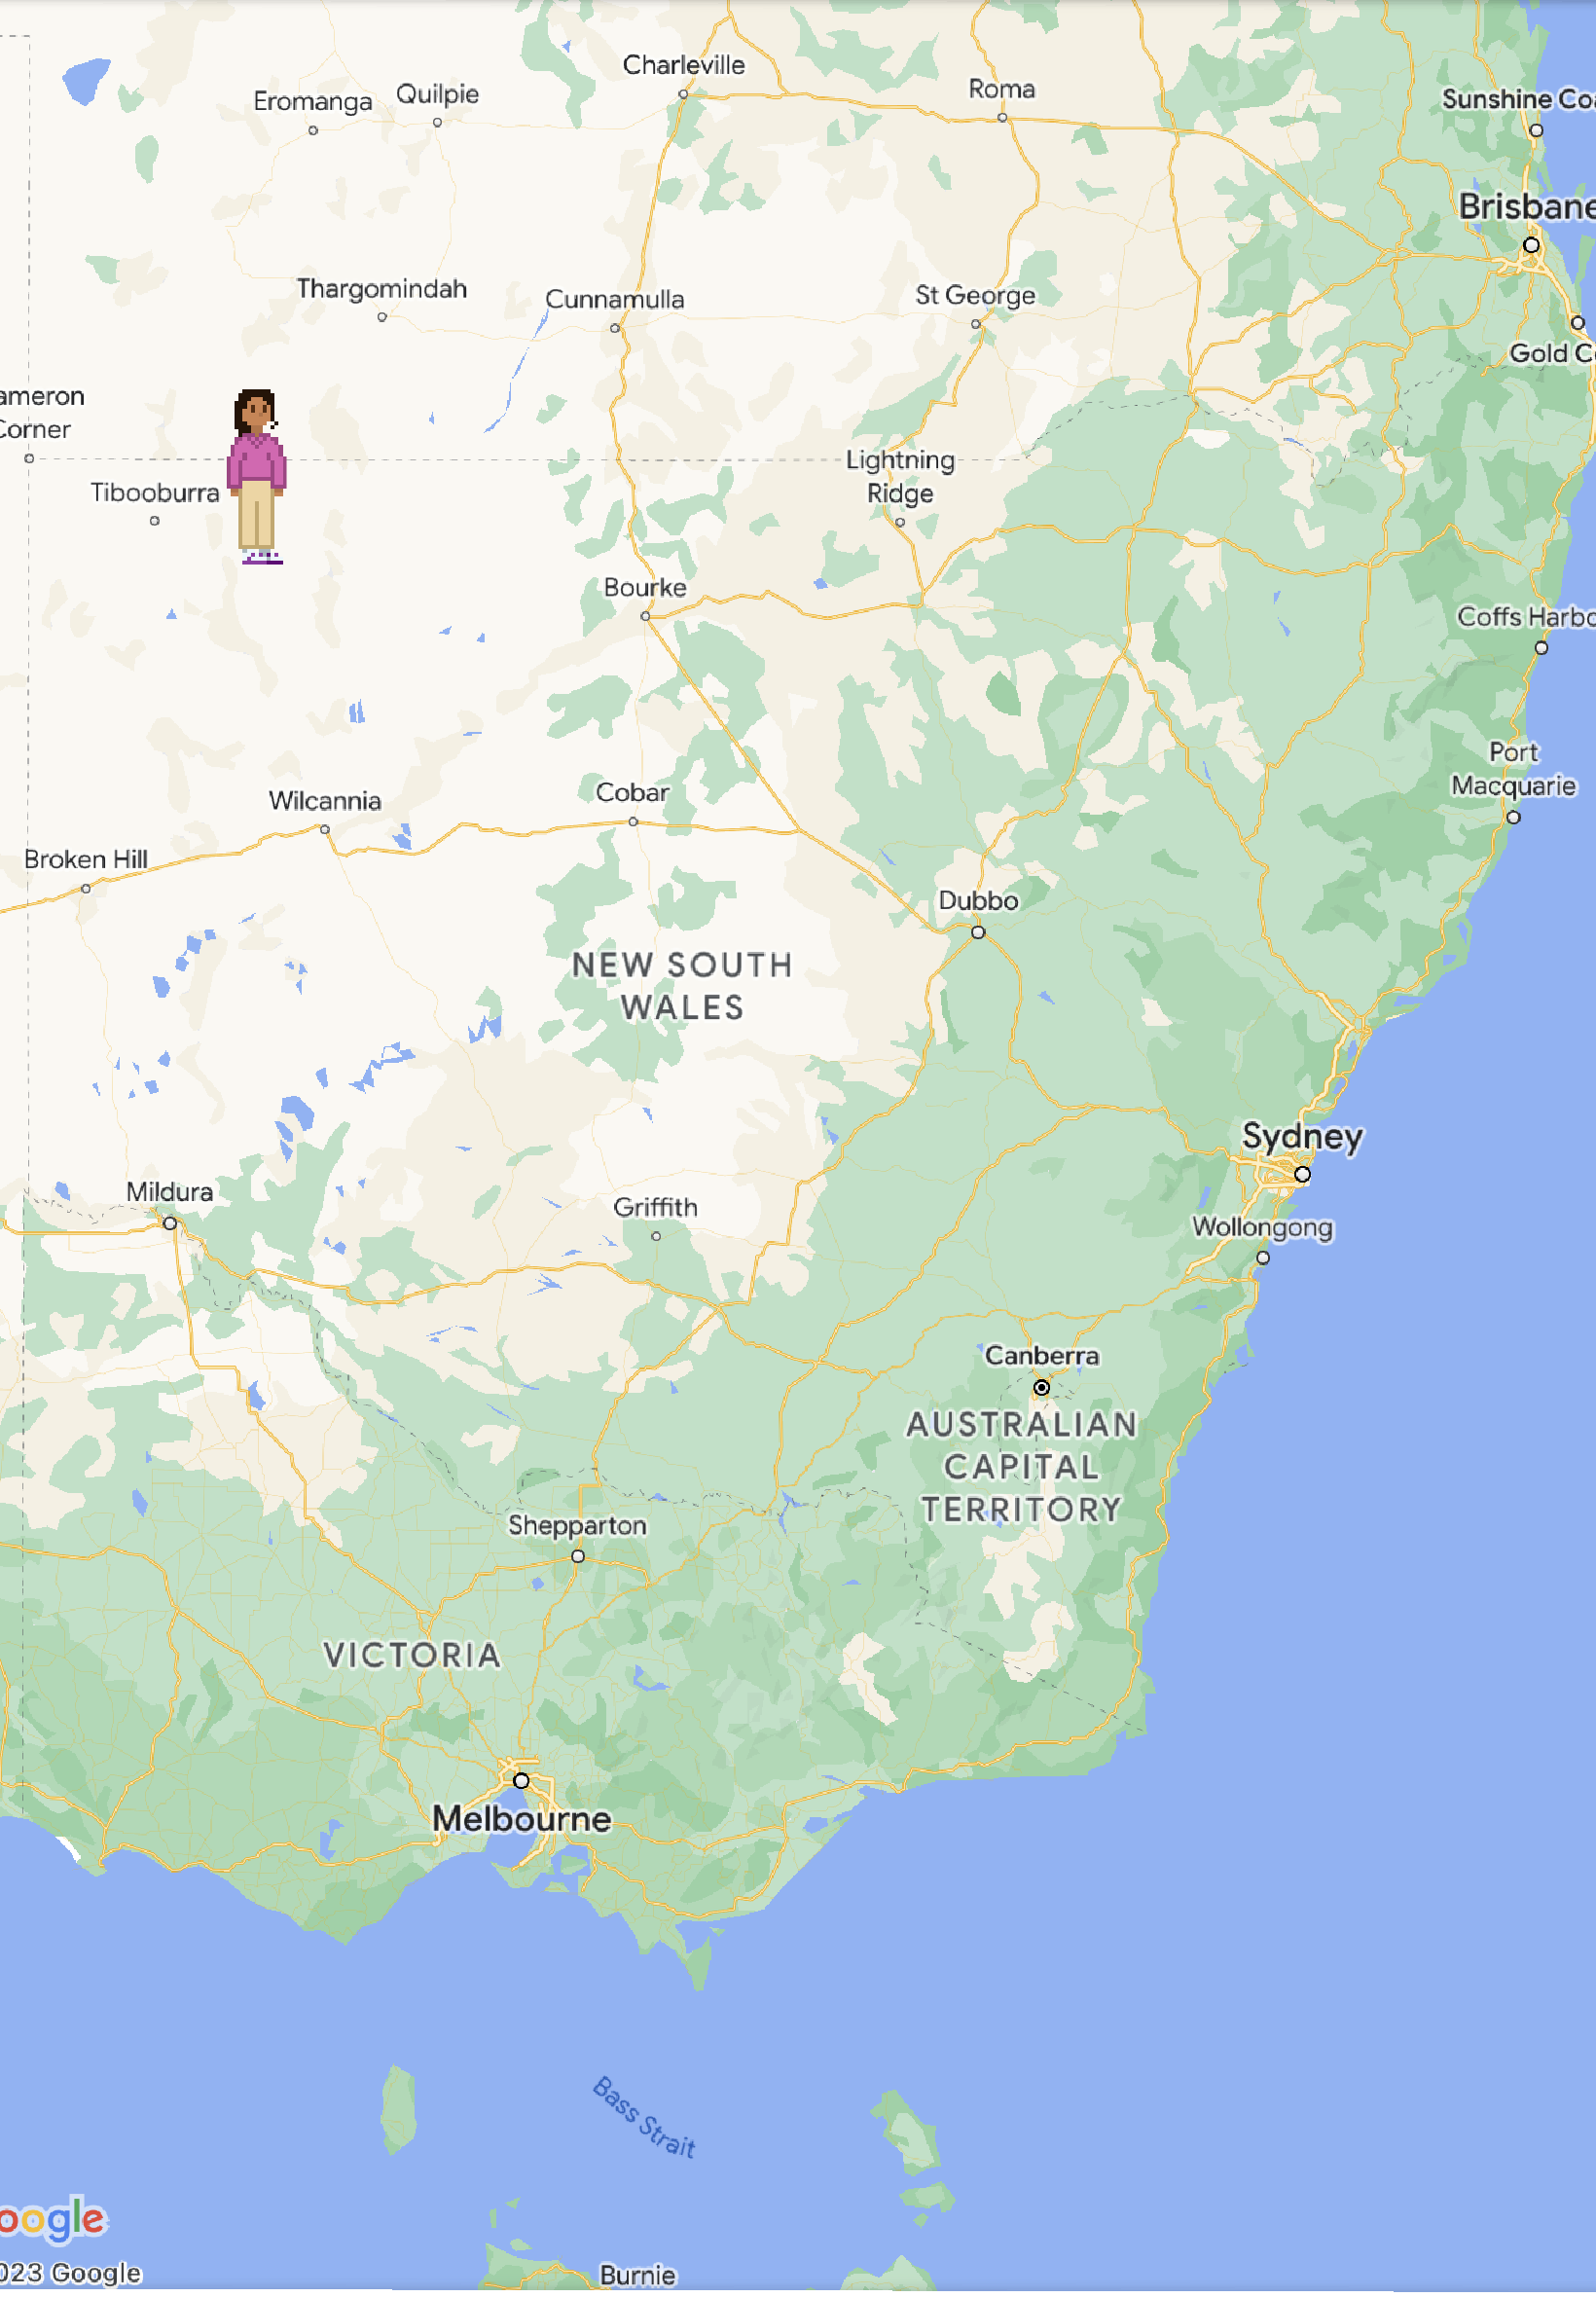 Charleville
Roma
Eromanga
Quilpie
Sunshine Coa
Brisbane
Thargomindah
Cunnamulla
St George
Gold C
ameron
Corner
Lightning
Ridge
Tibooburra
Bourke
Coffs Harbo
Port
Macquarie
Wilcannia
Cobar
Broken Hill
Dubbo
NEW SOUTH
WALES
Sydney
Mildura
Griffith
Wollongong
Canberra
AUSTRALIAN
CAPITAL
TERRITORY
Shepparton
VICTORIA
Melbourne
Bass Strait
oogle
023 Google
Burnie